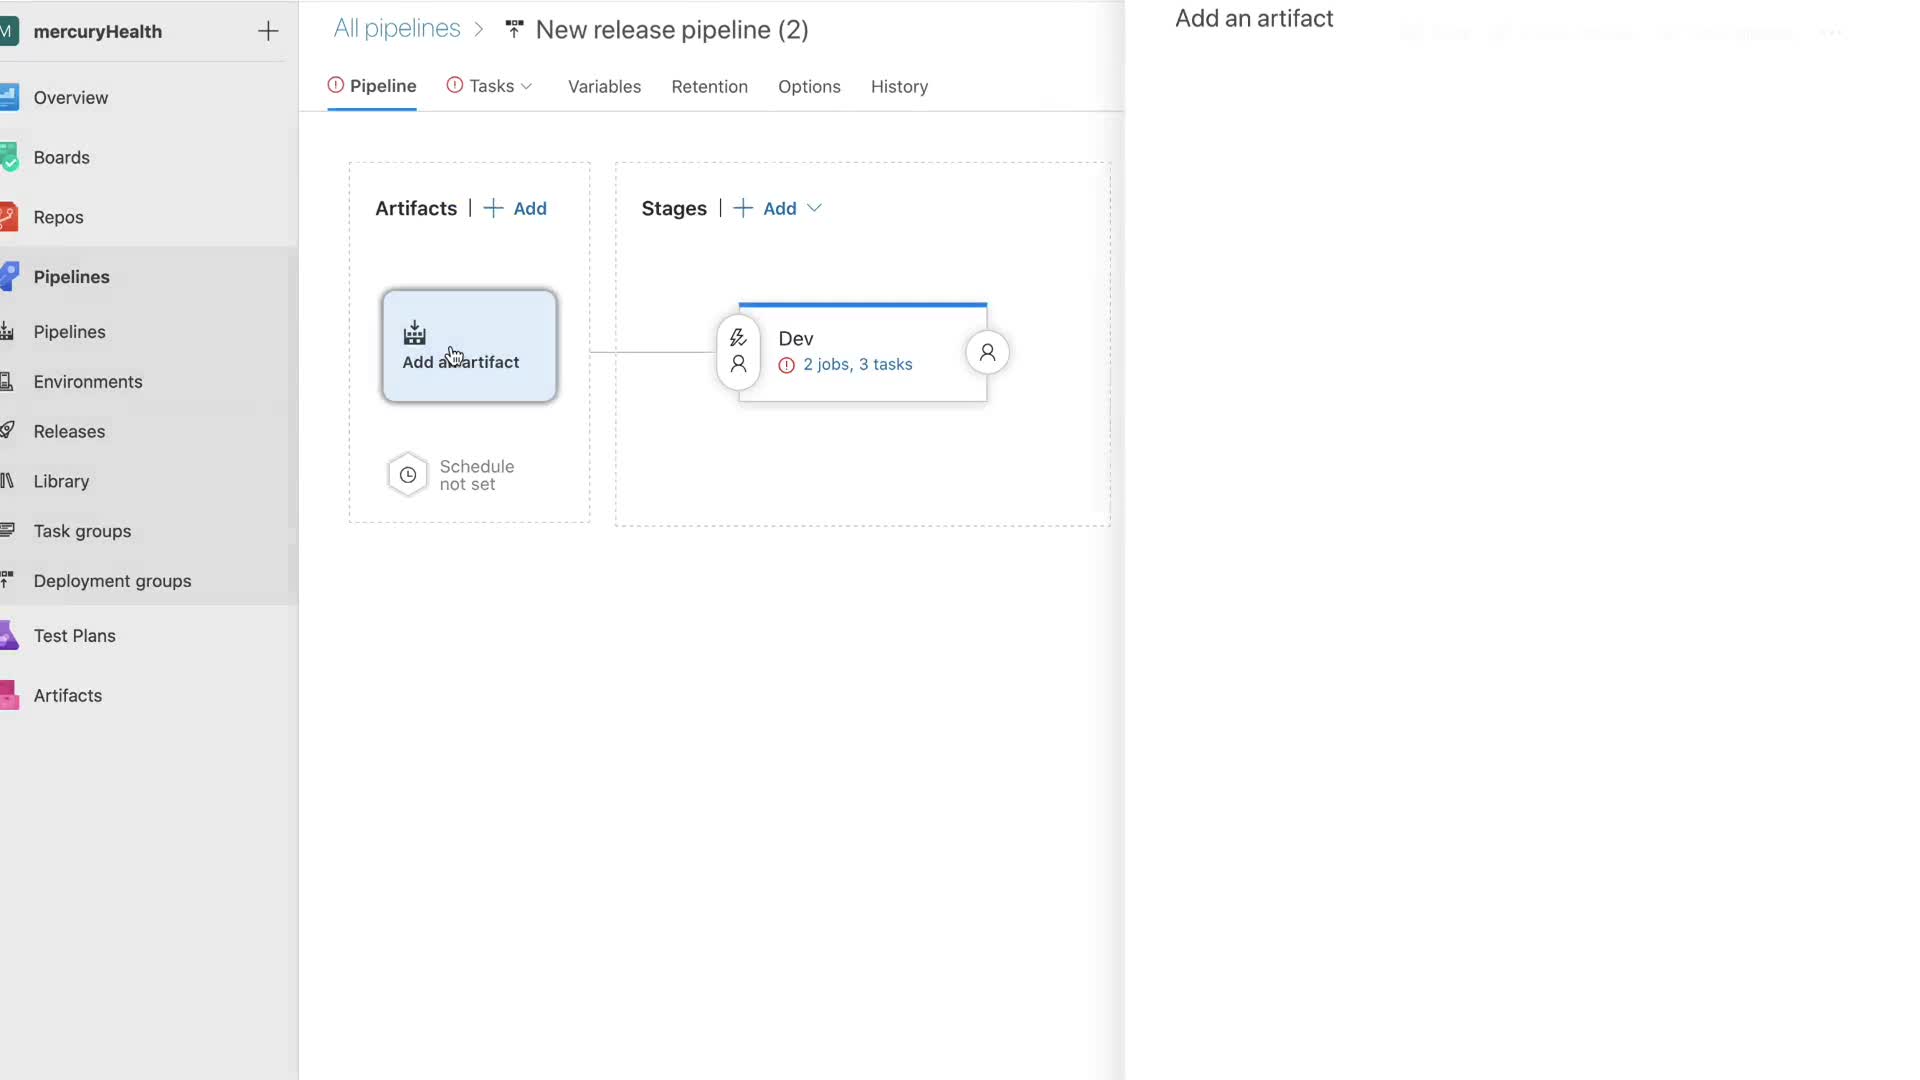 M mercuryHealth
All pipelines > New release pipeline (2)
Add an artifact
Pipeline Tasks Variables Retention Options History
Overview
Boards
Repos
Pipelines
Pipelines
Environments
Releases
Library
Task groups
Deployment groups
Test Plans
Artifacts
Artifacts | + Add
Add an artifact
Schedule
not set
Stages | + Add
Dev
2 jobs, 3 tasks